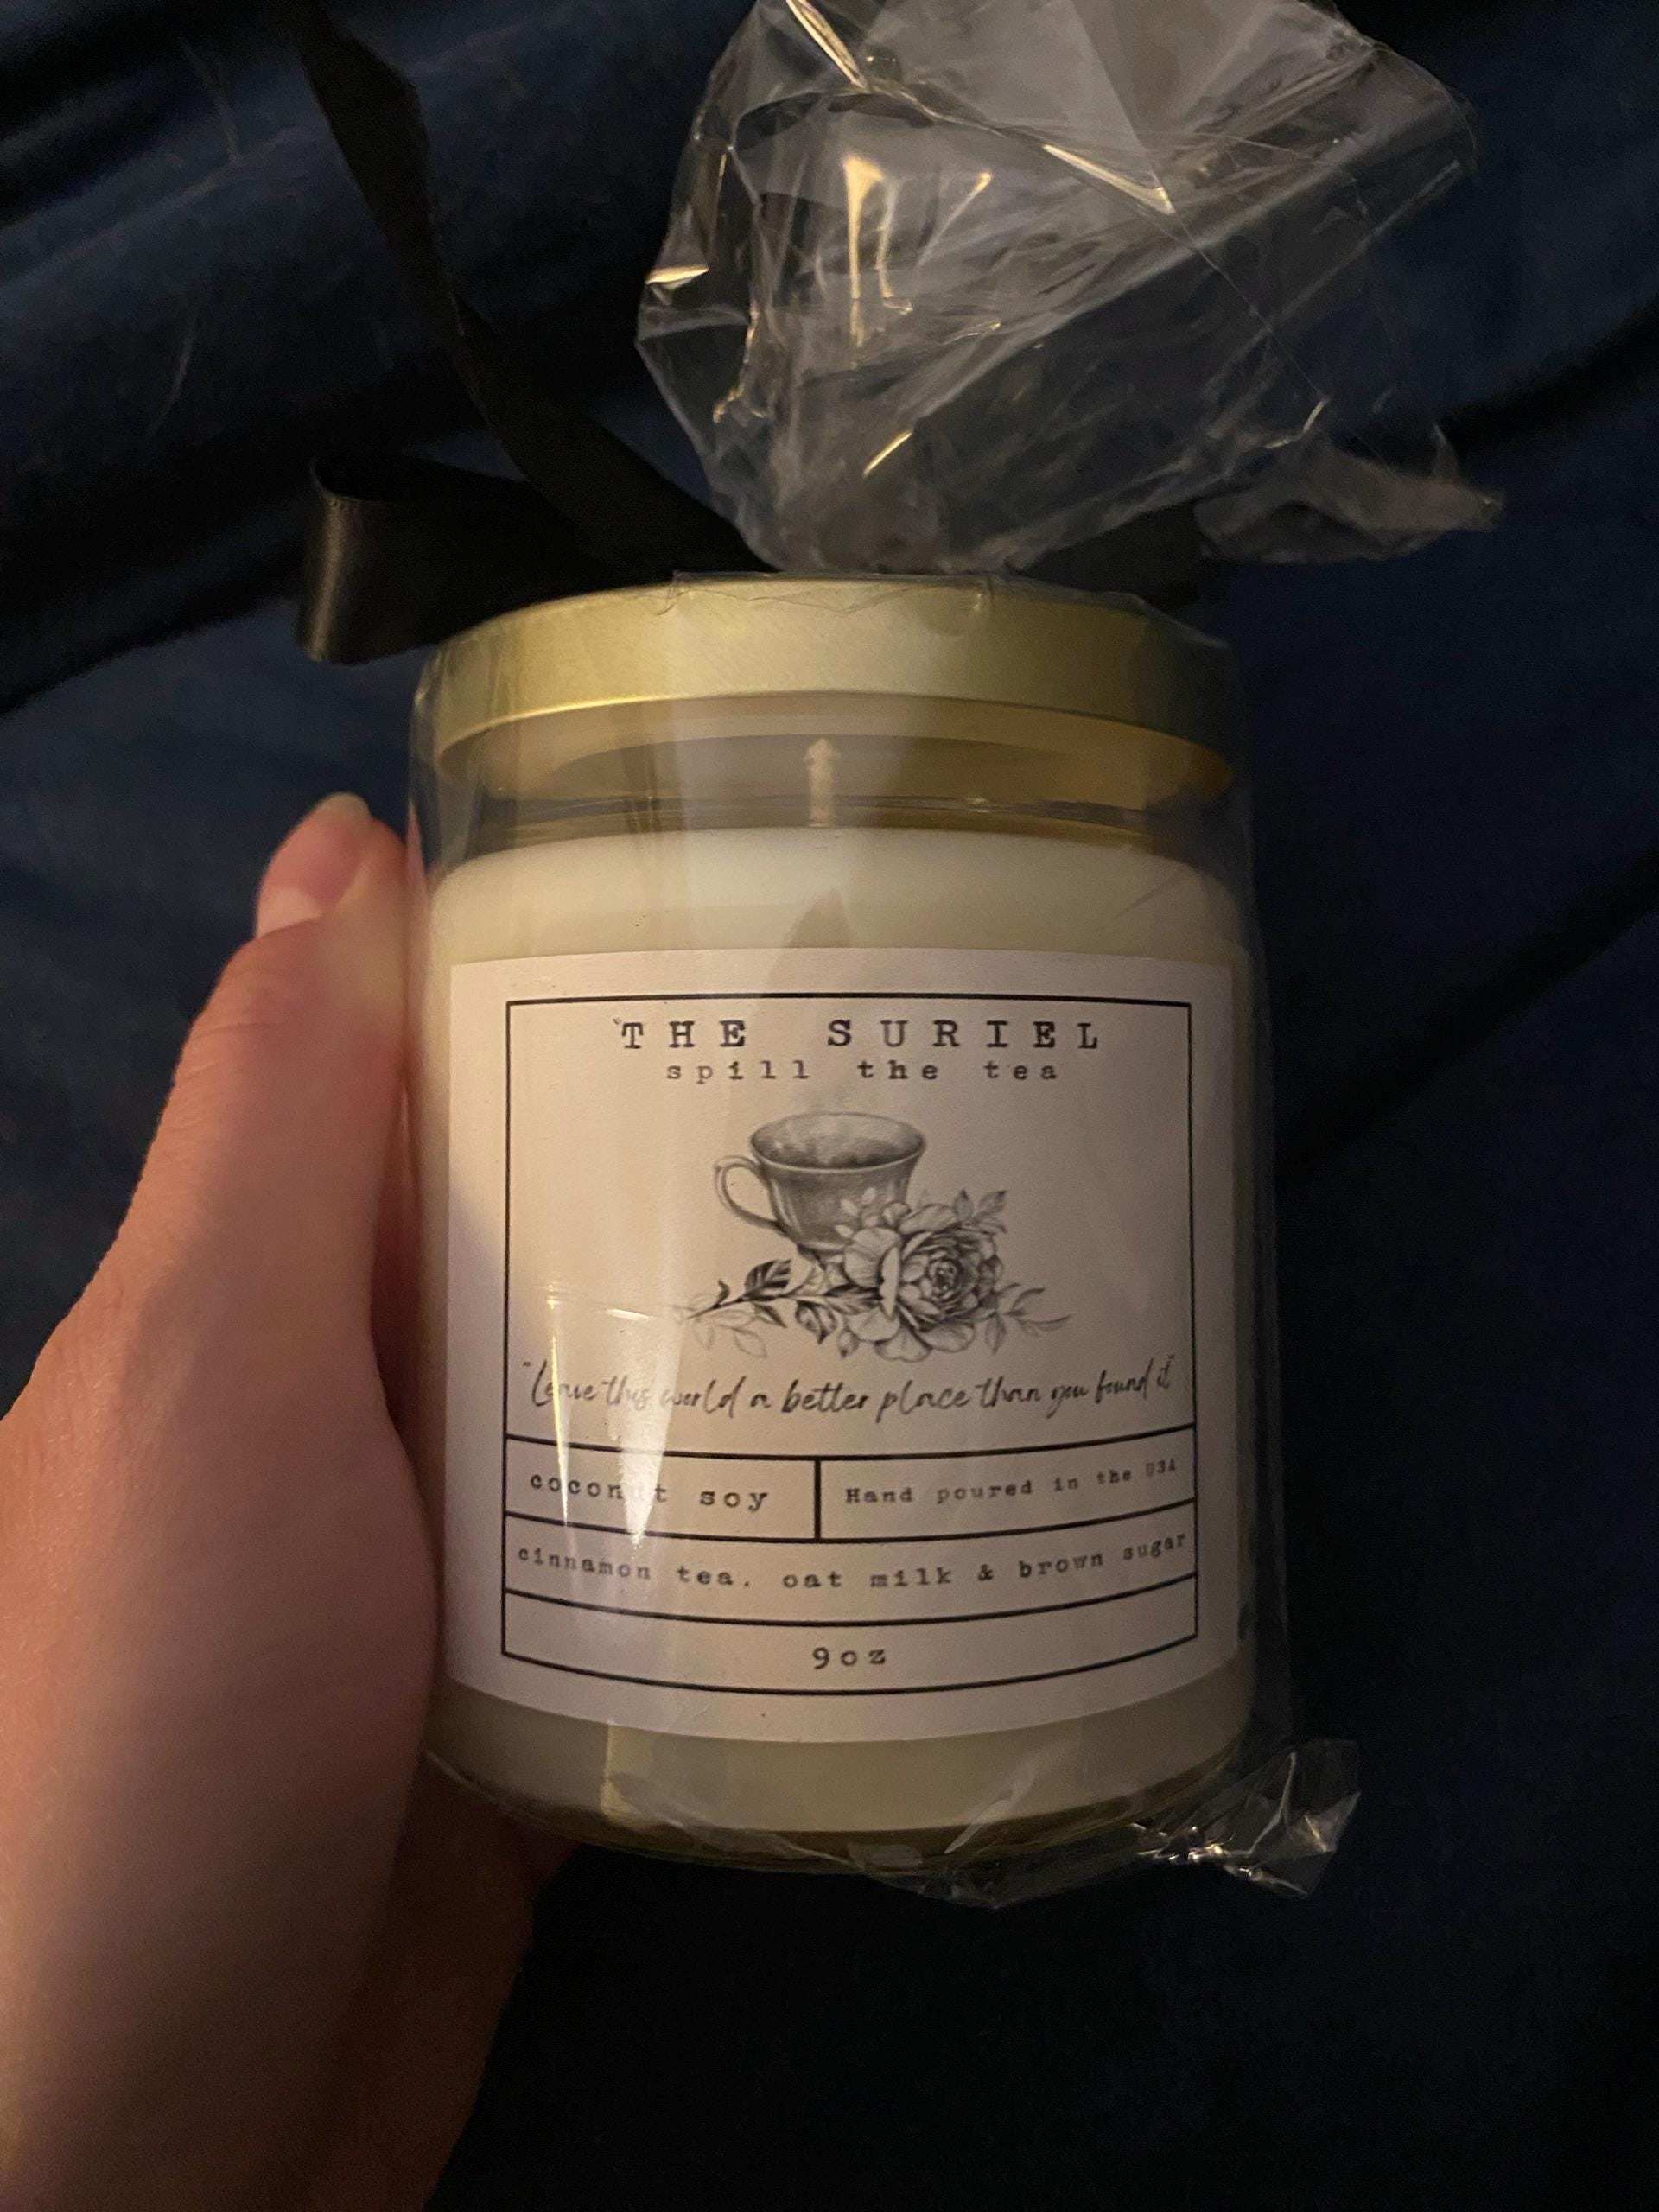 THE SURIEL
spill the tea
"Leave this world a better place than you found it"
coconut soy
Hand poured in the USA
cinnamon tea, oat milk & brown sugar
9oz